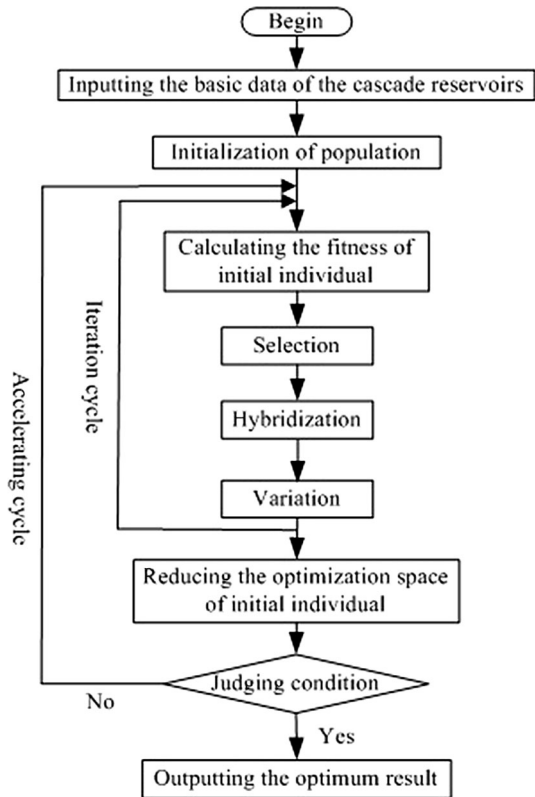 Begin
Inputting the basic data of the cascade reservoirs
Initialization of population
Calculating the fitness of
initial individual
Selection
Hybridization
Variation
Iteration cycle
Accelerating cycle
Reducing the optimization space
of initial individual
Judging condition
No
Yes
Outputting the optimum result